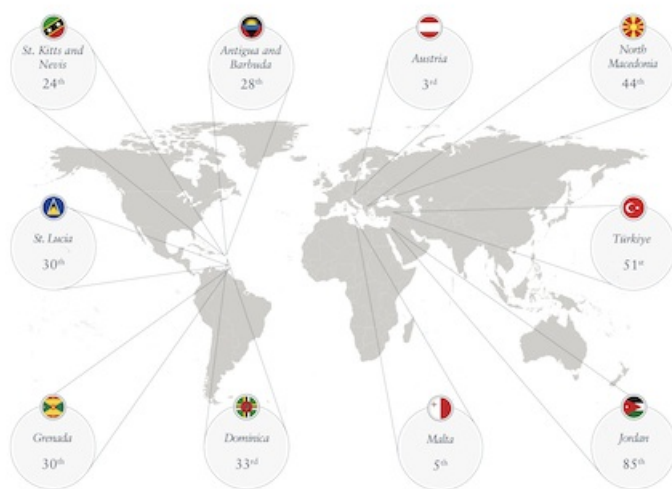 St. Kitts and
Nevis
24th
Antigua and
Barbuda
28th
Austria
3rd
North
Macedonia
44th
St. Lucia
30th
Türkiye
51st
Grenada
30th
Dominica
33rd
Malta
5th
Jordan
85th